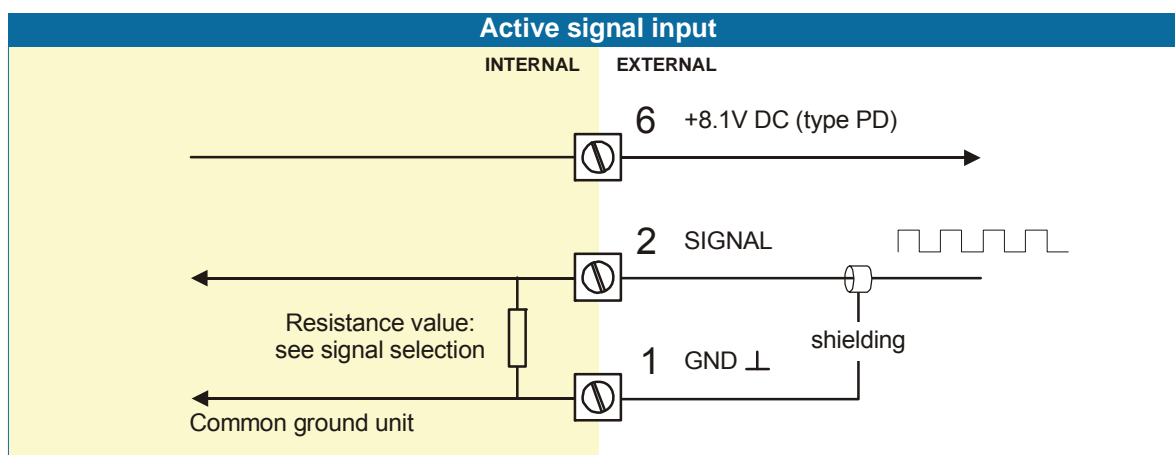 Active signal input
INTERNAL EXTERNAL
6 +8.1V DC (type PD)
2 SIGNAL
Resistance value:
see signal selection
shielding
1 GND ⊥
Common ground unit